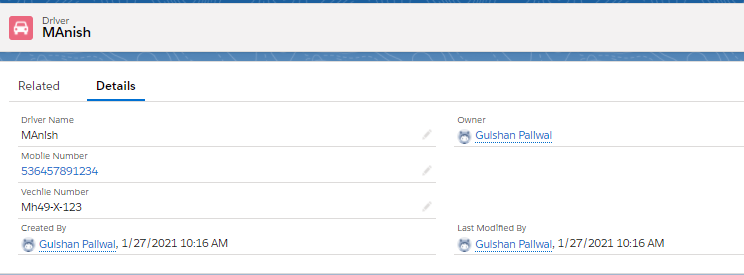 Driver
MAnish
Related Details
Driver Name
MAnish
Owner
Gulshan Pallwal
Mobile Number
536457891234
Vechlie Number
Mh49-X-123
Created By
Gulshan Pallwal, 1/27/2021 10:16 AM
Last Modified By
Gulshan Pallwal, 1/27/2021 10:16 AM